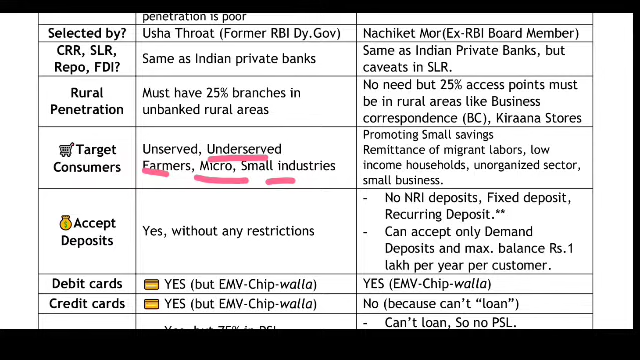 penetration is poor
Selected by? Usha Throat (Former RBI Dy.Gov) Nachiket Mor(Ex-RBI Board Member)
CRR, SLR, Repo, FDI? Same as Indian private banks
Same as Indian Private Banks, but
caveats in SLR.
Rural
Penetration
Must have 25% branches in
unbanked rural areas
No need but 25% access points must
be in rural areas like Business
correspondence (BC), Kiraana Stores
Target
Consumers
Unserved, Underserved
Farmers, Micro, Small industries
Promoting Small savings
Remittance of migrant labors, low
income households, unorganized sector,
small business.
Accept
Deposits
Yes, without any restrictions
- No NRI deposits, Fixed deposit,
Recurring Deposit.**
- Can accept only Demand
Deposits and max. balance Rs.1
lakh per year per customer.
Debit cards YES (but EMV-Chip-walla) YES (EMV-Chip-walla)
Credit cards YES (but EMV-Chip-walla) No (because can’t “loan”)
Yes, but 75% in PSL
- Can’t loan, So no PSL.